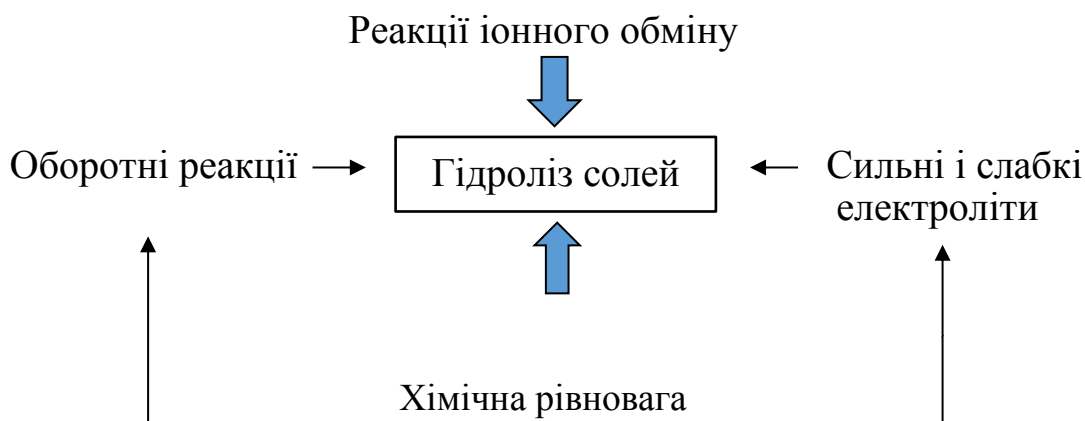 Реакції іонного обміну
Оборотні реакції
Гідроліз солей
Сильні і слабкі
електроліти
Хімічна рівновага